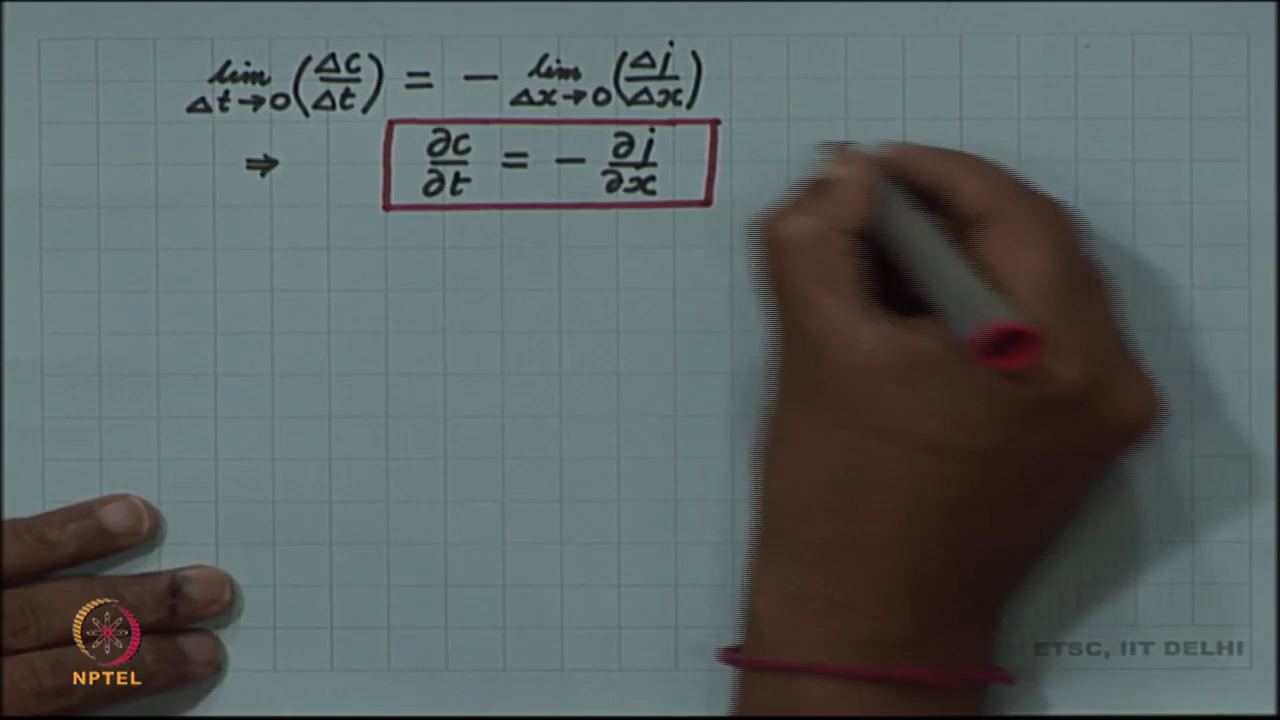 lim Δt→0 (Δc/Δt) = − lim Δx→0 (Δj/Δx)
⇒ ∂c/∂t = − ∂j/∂x
ETSC, IIT DELHI
NPTEL